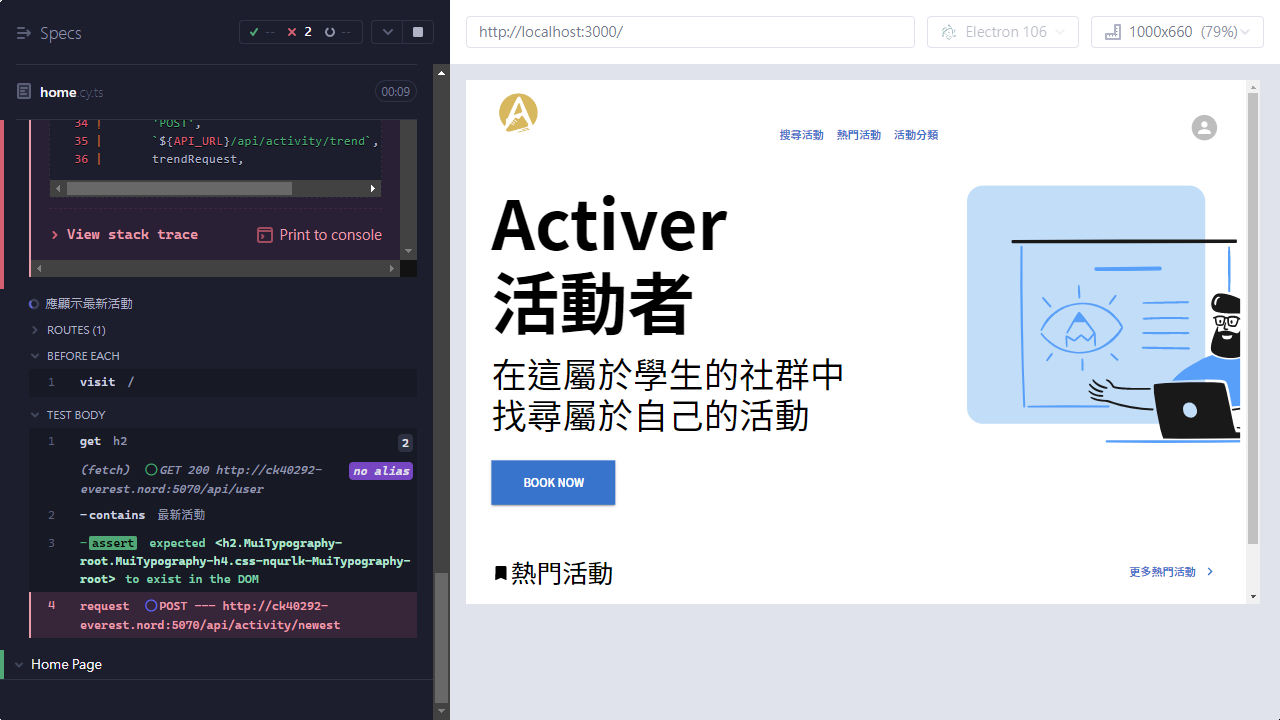 Specs
-- 2 --
home.cy.ts
00:09
34 | 'POST',
35 | `${API_URL}/api/activity/trend`,
36 | trendRequest,
View stack trace
Print to console
應顯示最新活動
ROUTES (1)
BEFORE EACH
1 visit /
TEST BODY
1 get h2 2
(fetch) GET 200 http://ck40292-
everest.nord:5070/api/user
no alias
2 -contains 最新活動
3 -assert expected <h2.MuiTypography-
root.MuiTypography-h4.css-nqurlk-MuiTypography-
root> to exist in the DOM
4 request POST --- http://ck40292-
everest.nord:5070/api/activity/newest
Home Page
http://localhost:3000/
Electron 106
1000x660 (79%)
搜尋活動 熱門活動 活動分類
Activer
活動者
在這屬於學生的社群中
找尋屬於自己的活動
BOOK NOW
熱門活動
更多熱門活動